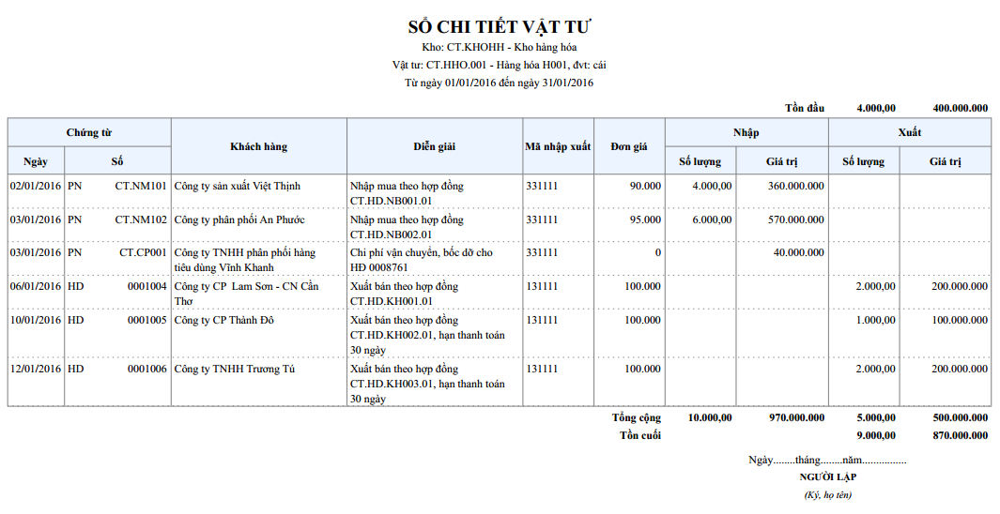 SỔ CHI TIẾT VẬT TƯ
Kho: CT.KHOHH - Kho hàng hóa
Vật tư: CT.HHO.001 - Hàng hóa H001, đvt: cái
Từ ngày 01/01/2016 đến ngày 31/01/2016
Tồn đầu 4.000,00 400.000.000
Chứng từ Khách hàng Diễn giải Mã nhập xuất Đơn giá Nhập Xuất
Ngày Số Số lượng Giá trị Số lượng Giá trị
02/01/2016 PN CT.NM101 Công ty sản xuất Việt Thịnh Nhập mua theo hợp đồng 331111 90.000 4.000,00 360.000.000
CT.HD.NB001.01
03/01/2016 PN CT.NM102 Công ty phân phối An Phước Nhập mua theo hợp đồng 331111 95.000 6.000,00 570.000.000
CT.HD.NB002.01
03/01/2016 PN CT.CP001 Công ty TNHH phân phối hàng Chi phí vận chuyển, bốc dỡ cho 331111 0 40.000.000
tiêu dùng Vĩnh Khanh HĐ 0008761
06/01/2016 HD 0001004 Công ty CP Lam Sơn - CN Cần Xuất bán theo hợp đồng 131111 100.000 2.000,00 200.000.000
Thơ CT.HD.KH001.01
10/01/2016 HD 0001005 Công ty CP Thành Đô Xuất bán theo hợp đồng 131111 100.000 1.000,00 100.000.000
CT.HD.KH002.01, hạn thanh toán
30 ngày
12/01/2016 HD 0001006 Công ty TNHH Trương Tú Xuất bán theo hợp đồng 131111 100.000 2.000,00 200.000.000
CT.HD.KH003.01, hạn thanh toán
30 ngày
Tổng cộng 10.000,00 970.000.000 5.000,00 500.000.000
Tồn cuối 9.000,00 870.000.000
Ngày........tháng........năm................
NGƯỜI LẬP
(Ký, họ tên)